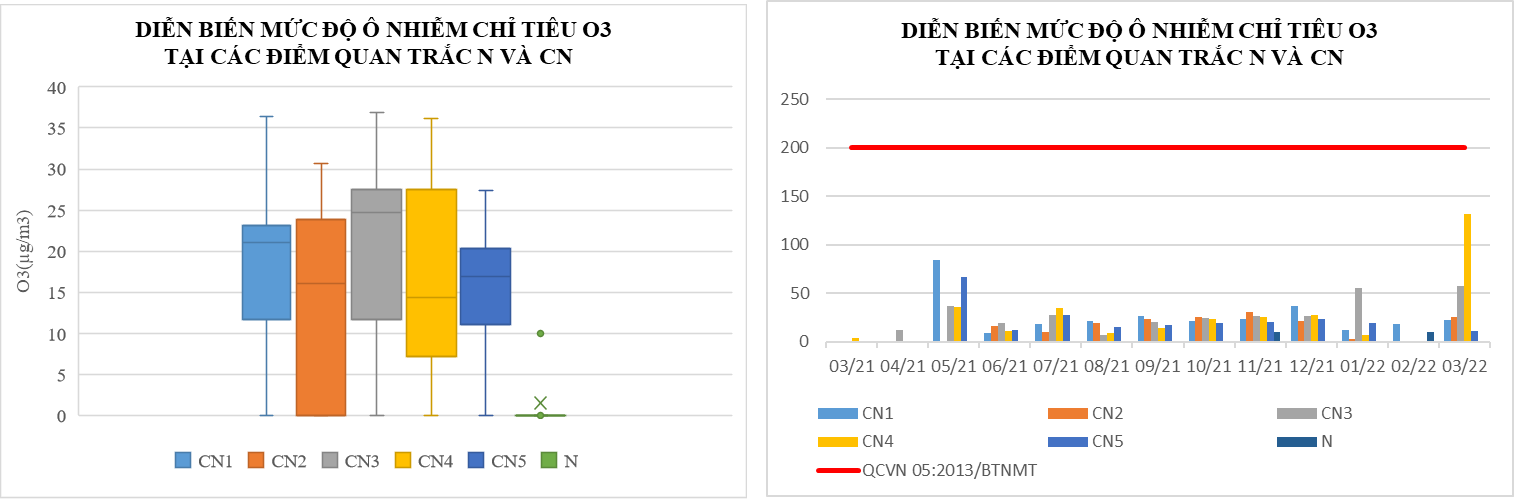 DIỄN BIẾN MỨC ĐỘ Ô NHIỄM CHỈ TIÊU O3
TẠI CÁC ĐIỂM QUAN TRẮC N VÀ CN
40
35
30
25
20
15
10
5
0
O3(µg/m3)
CN1 CN2 CN3 CN4 CN5 N
DIỄN BIẾN MỨC ĐỘ Ô NHIỄM CHỈ TIÊU O3
TẠI CÁC ĐIỂM QUAN TRẮC N VÀ CN
250
200
150
100
50
0
03/21 04/21 05/21 06/21 07/21 08/21 09/21 10/21 11/21 12/21 01/22 02/22 03/22
CN1 CN2 CN3
CN4 CN5 N
QCVN 05:2013/BTNMT